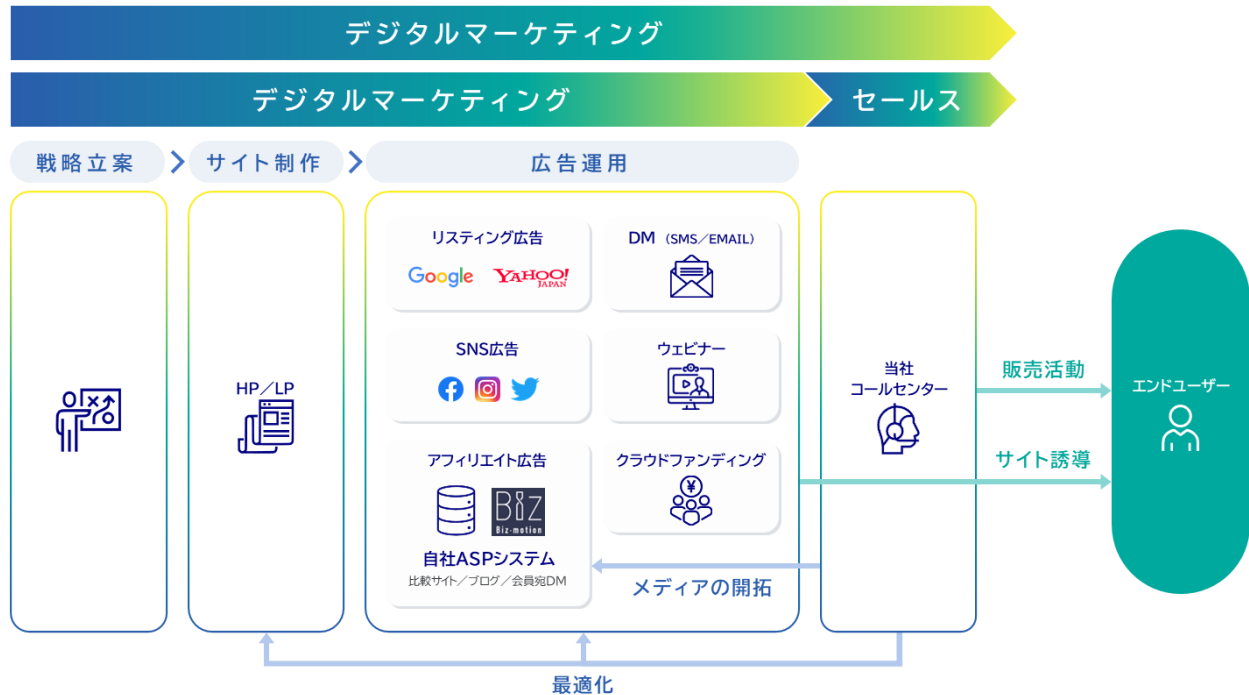 デジタルマーケティング
デジタルマーケティング
セールス
戦略立案
サイト制作
広告運用
HP／LP
リスティング広告
Google
YAHOO!
JAPAN
DM（SMS／EMAIL）
SNS広告
ウェビナー
アフィリエイト広告
Biz
Biz-motion
自社ASPシステム
比較サイト／ブログ／会員宛DM
クラウドファンディング
¥
当社
コールセンター
販売活動
サイト誘導
エンドユーザー
メディアの開拓
最適化